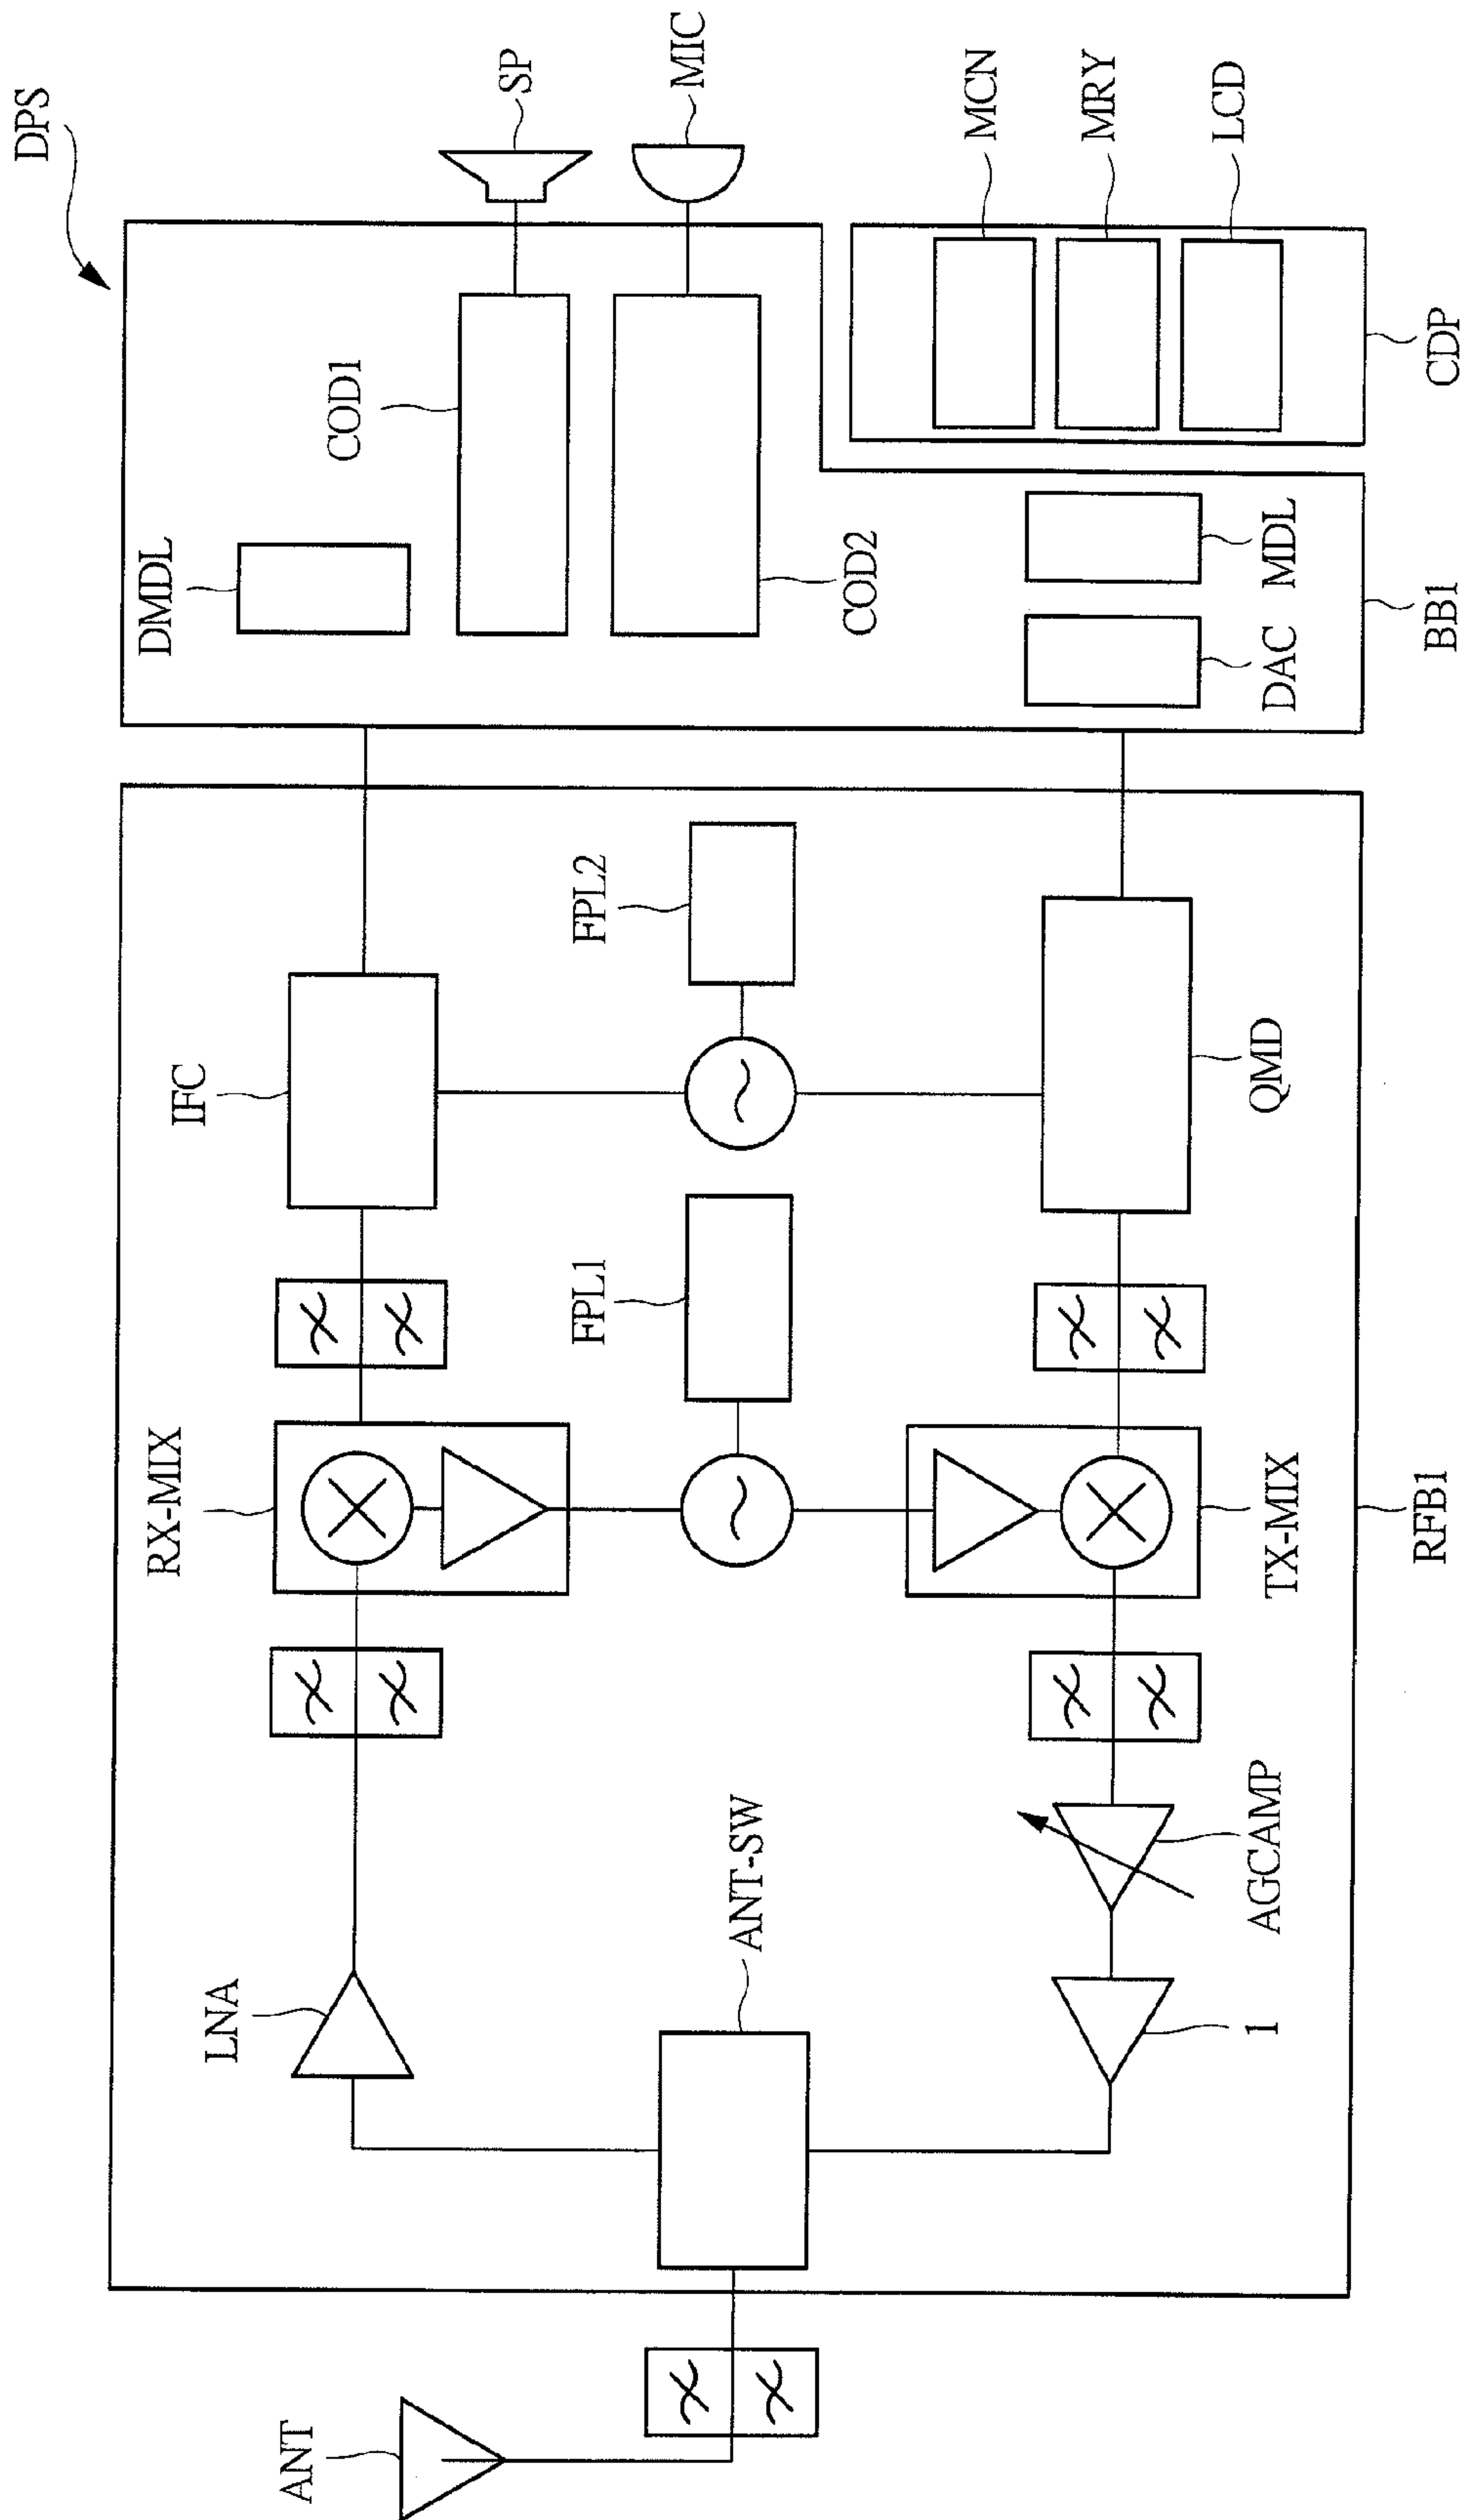 DPS
SP
MIC
MCN
MRY
LCD
CDP
COD1
DMDL
COD2
MDL
DAC
BB1
FPL2
IFC
QMD
FPL1
RX-MIX
TX-MIX
RFB1
ANT-SW
AGCAMP
LNA
1
ANT